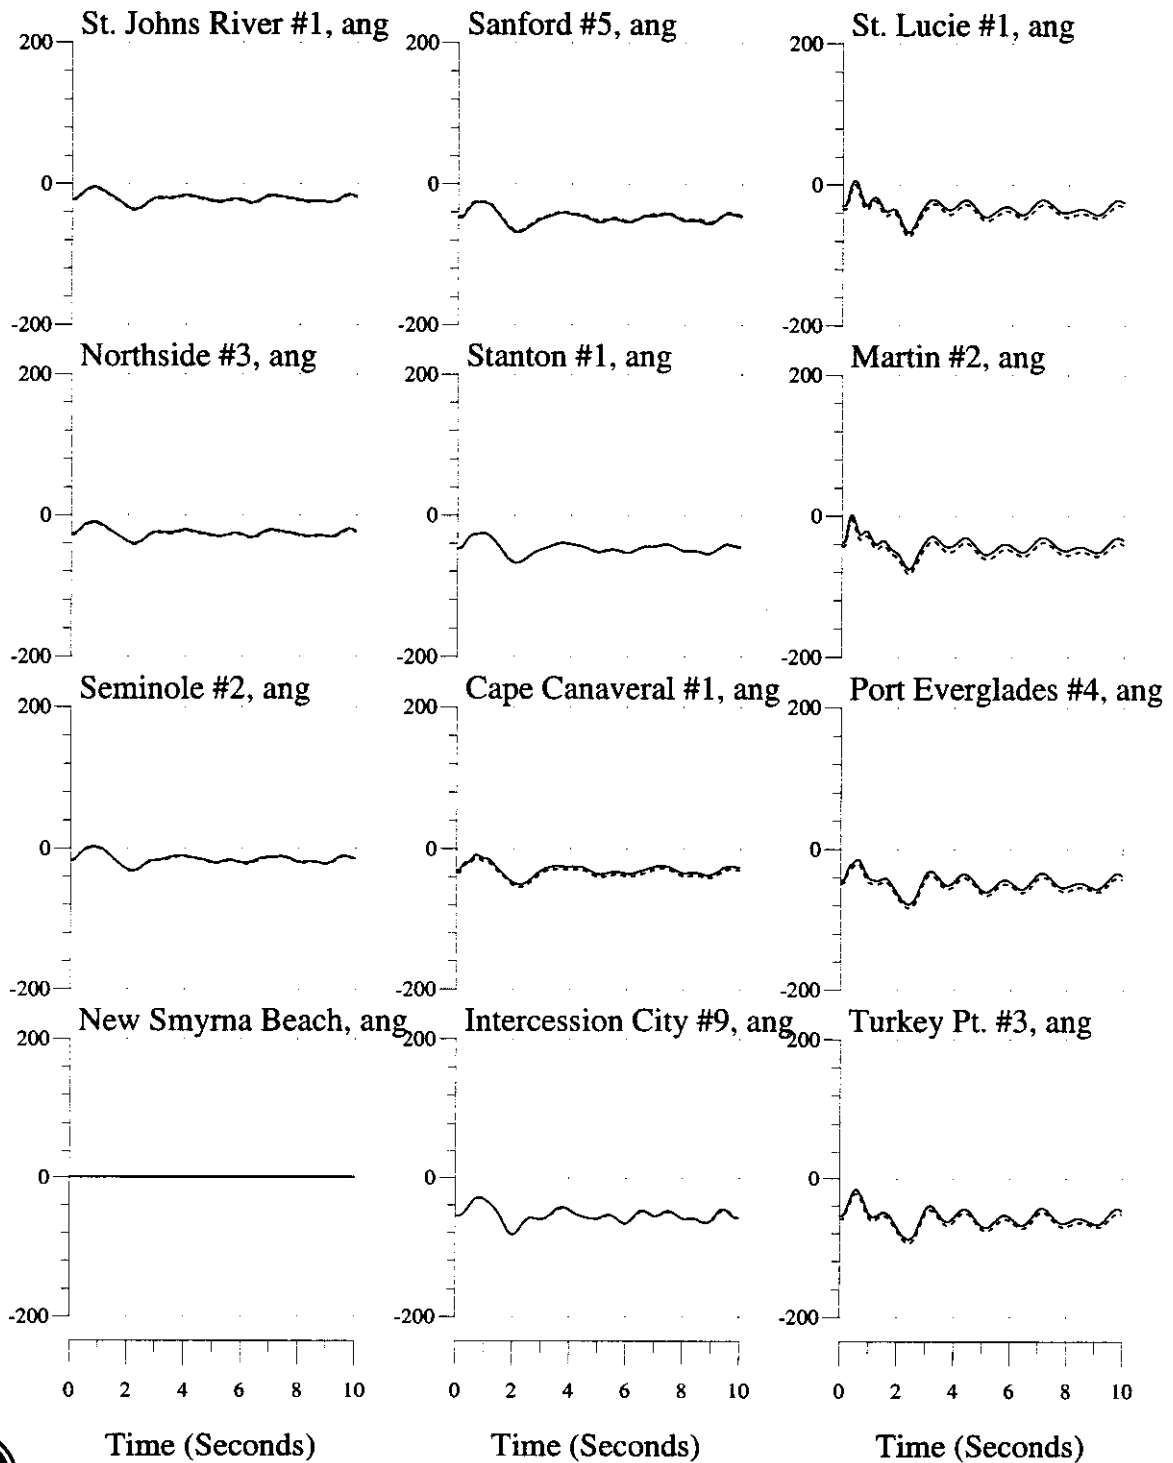 St. Johns River #1, ang
Sanford #5, ang
St. Lucie #1, ang
200
0
-200
200
0
-200
200
0
-200
Northside #3, ang
Stanton #1, ang
Martin #2, ang
200
0
-200
200
0
-200
200
0
-200
Seminole #2, ang
Cape Canaveral #1, ang
Port Everglades #4, ang
200
0
-200
200
0
-200
200
0
-200
New Smyrna Beach, ang
Intercession City #9, ang
Turkey Pt. #3, ang
200
0
-200
200
0
-200
200
0
-200
0 2 4 6 8 10
0 2 4 6 8 10
0 2 4 6 8 10
Time (Seconds)
Time (Seconds)
Time (Seconds)